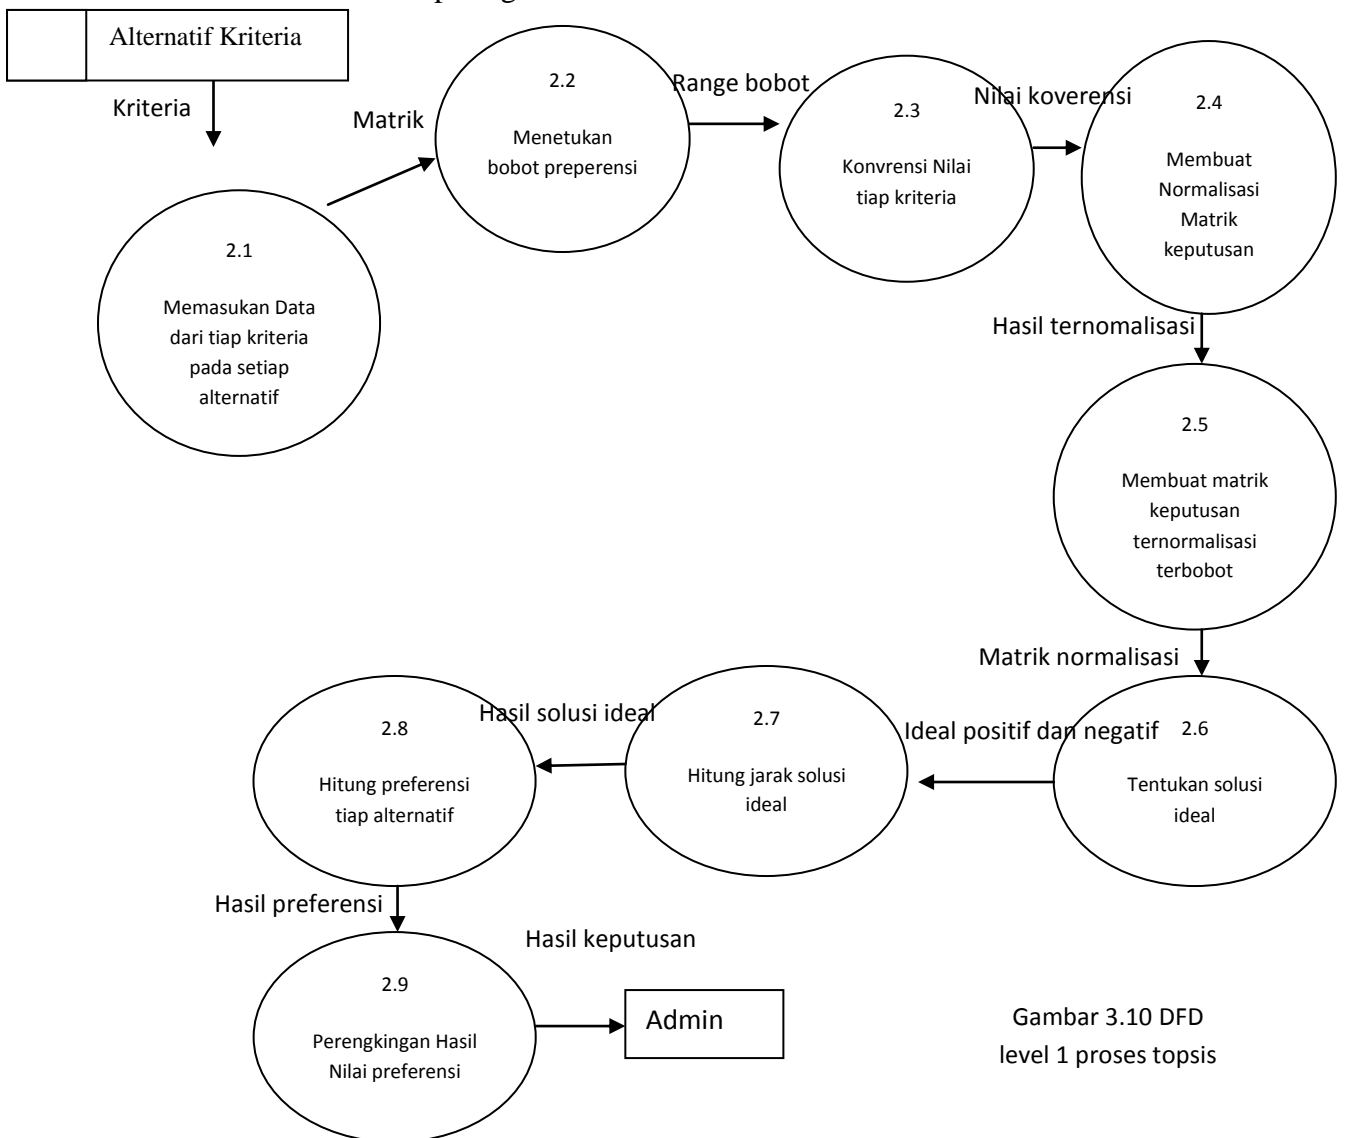 Alternatif Kriteria
Kriteria
Matrik
2.1
Memasukan Data
dari tiap kriteria
pada setiap
alternatif
2.2
Menetukan
bobot preperensi
Range bobot
2.3
Konvrensi Nilai
tiap kriteria
Nilai koverensi
2.4
Membuat
Normalisasi
Matrik
keputusan
Hasil ternomalisasi
2.5
Membuat matrik
keputusan
ternormalisasi
terbobot
Matrik normalisasi
2.6
Tentukan solusi
ideal
Ideal positif dan negatif
2.7
Hitung jarak solusi
ideal
Hasil solusi ideal
2.8
Hitung preferensi
tiap alternatif
Hasil preferensi
2.9
Perengkingan Hasil
Nilai preferensi
Hasil keputusan
Admin
Gambar 3.10 DFD
level 1 proses topsis